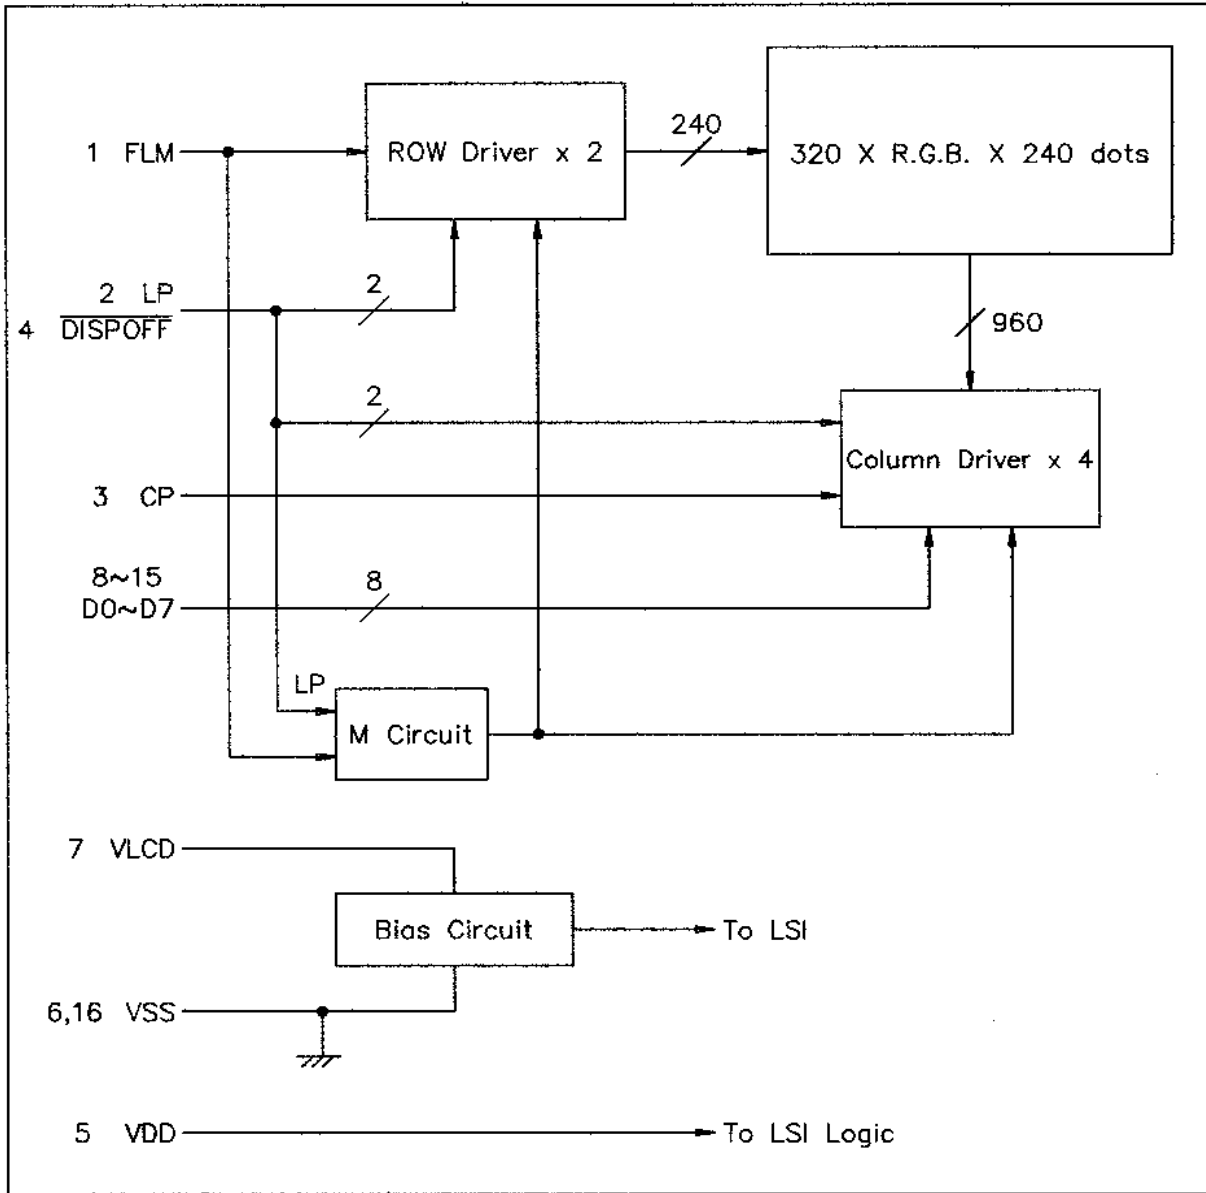 240
1 FLM
ROW Driver x 2
320 X R.G.B. X 240 dots
2 LP
2
4 DISPOFF
960
2
Column Driver x 4
3 CP
8~15
D0~D7
8
LP
M Circuit
7 VLCD
Bias Circuit
To LSI
6,16 VSS
5 VDD
To LSI Logic